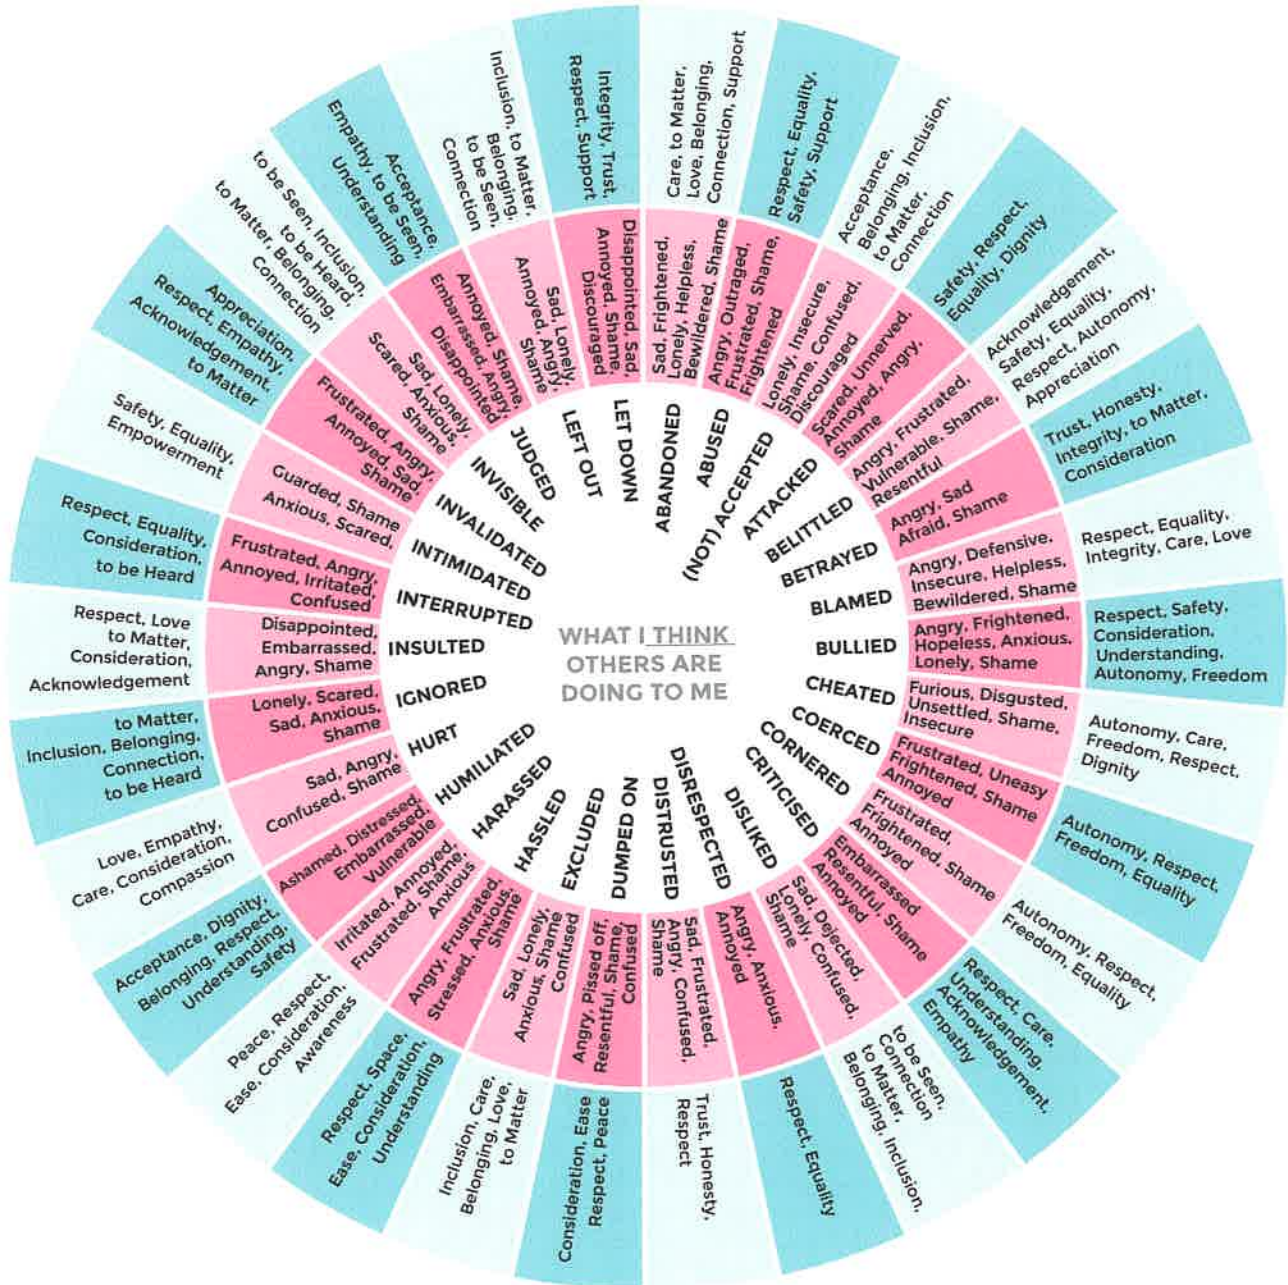 WHAT I THINK
OTHERS ARE
DOING TO ME
ABANDONED
Sad, Frightened,
Lonely, Helpless,
Bewildered, Shame
Care, to Matter,
Love, Belonging,
Connection, Support
ABUSED
Angry, Outraged,
Frustrated, Shame,
Frightened
Respect, Equality,
Safety, Support
(NOT) ACCEPTED
Lonely, Insecure,
Shame, Confused,
Discouraged
Acceptance,
Belonging, Inclusion,
to Matter,
Connection
ATTACKED
Scared, Unnerved,
Annoyed, Angry,
Shame
Safety, Respect,
Equality, Dignity
BELITTLED
Angry, Frustrated,
Vulnerable, Shame,
Resentful
Acknowledgement,
Safety, Equality,
Respect, Autonomy,
Appreciation
BETRAYED
Angry, Sad
Afraid, Shame
Trust, Honesty,
Integrity, to Matter,
Consideration
BLAMED
Angry, Defensive,
Insecure, Helpless,
Bewildered, Shame
Respect, Equality,
Integrity, Care, Love
BULLIED
Angry, Frightened,
Hopeless, Anxious,
Lonely, Shame
Respect, Safety,
Consideration,
Understanding,
Autonomy, Freedom
CHEATED
Furious, Disgusted,
Unsettled, Shame,
Insecure
Autonomy, Care,
Freedom, Respect,
Dignity
COERCED
Frustrated, Uneasy
Frightened, Shame
Annoyed
Autonomy, Respect,
Freedom, Equality
CORNERED
Frustrated,
Frightened, Shame
Annoyed
Autonomy, Respect,
Freedom, Equality
CRITICISED
Embarrassed
Resentful, Shame
Annoyed
Respect, Care,
Understanding,
Acknowledgement,
Empathy
DISLIKED
Sad, Dejected,
Lonely, Confused,
Shame
to be Seen,
Connection
to Matter,
Belonging, Inclusion,
DISRESPECTED
Angry, Anxious,
Annoyed
Respect, Equality
DISTRUSTED
Sad, Frustrated,
Angry, Confused,
Shame
Trust, Honesty,
Respect
DUMPED ON
Angry, Pissed off,
Resentful, Shame,
Confused
Consideration, Ease
Respect, Peace
EXCLUDED
Sad, Lonely,
Anxious, Shame
Confused
Inclusion, Care,
Belonging, Love,
to Matter
HASSLED
Angry, Frustrated,
Stressed, Anxious,
Shame
Respect, Space,
Ease, Consideration,
Understanding
HARASSED
Irritated, Annoyed,
Frustrated, Shame,
Anxious
Peace, Respect,
Ease, Consideration,
Awareness
HUMILIATED
Ashamed, Distressed,
Embarrassed,
Vulnerable
Acceptance, Dignity,
Belonging, Respect,
Understanding,
Safety
HURT
Sad, Angry,
Confused, Shame
Love, Empathy,
Care, Consideration,
Compassion
IGNORED
Lonely, Scared,
Sad, Anxious,
Shame
to Matter,
Inclusion, Belonging,
Connection,
to be Heard
INSULTED
Disappointed,
Embarrassed,
Angry, Shame
Respect, Love
to Matter,
Consideration,
Acknowledgement
INTERRUPTED
Frustrated, Angry,
Annoyed, Irritated,
Confused
Respect, Equality,
Consideration,
to be Heard
INTIMIDATED
Guarded, Shame
Anxious, Scared,
Safety, Equality,
Empowerment
INVALIDATED
Frustrated, Angry,
Annoyed, Sad,
Shame
Appreciation,
Respect, Empathy,
Acknowledgement,
to Matter
INVISIBLE
Sad, Lonely,
Scared, Anxious,
Shame
to be Seen, Inclusion,
to be Heard,
to Matter, Belonging,
Connection
JUDGED
Annoyed, Shame,
Embarrassed, Angry,
Disappointed
Acceptance,
Empathy, to be Seen,
Understanding
LEFT OUT
Sad, Lonely,
Annoyed, Angry,
Shame
Inclusion, to Matter,
Belonging,
to be Seen,
Connection
LET DOWN
Disappointed, Sad,
Annoyed, Shame,
Discouraged
Integrity, Trust,
Respect, Support